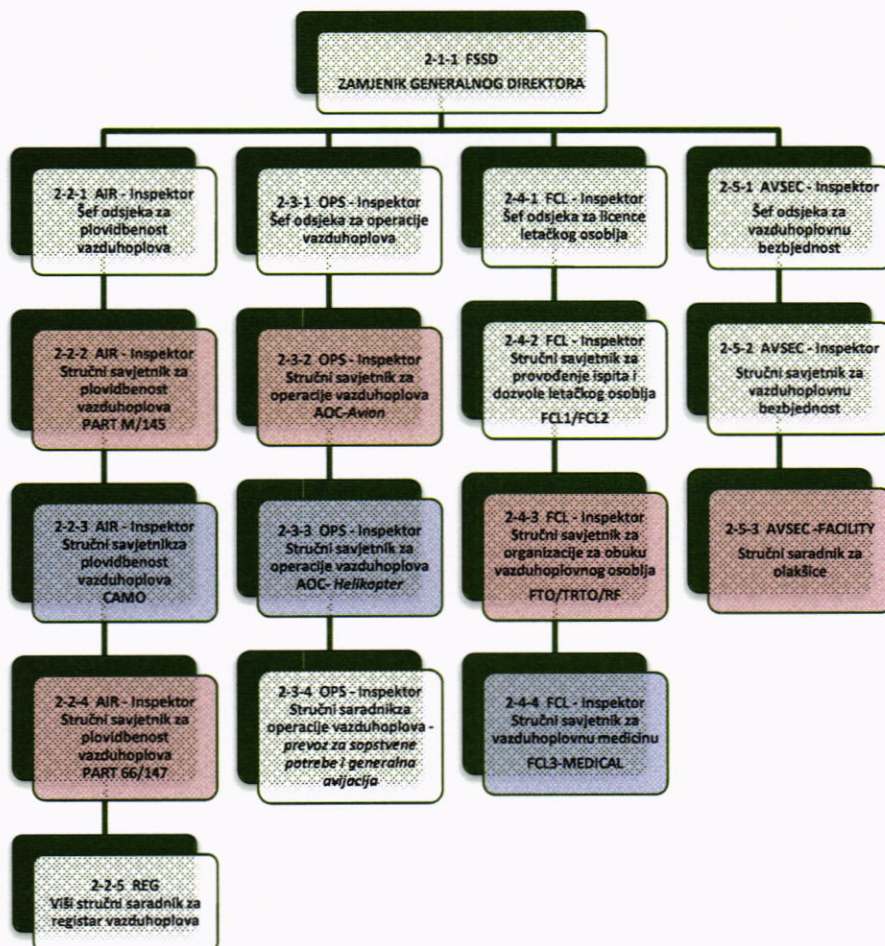 2-1-1 FSSD
ZAMJENIK GENERALNOG DIREKTORA
2-2-1 AIR - Inspektor
Šef odsjeka za
plovidbenost
vazduhoplova
2-3-1 OPS - Inspektor
Šef odsjeka za operacije
vazduhoplova
2-4-1 FCL - Inspektor
Šef odsjeka za licence
letačkog osoblja
2-5-1 AVSEC - Inspektor
Šef odsjeka za
vazduhoplovnu
bezbjednost
2-2-2 AIR - Inspektor
Stručni savjetnik za
plovidbenost
vazduhoplova
PART M/145
2-3-2 OPS - Inspektor
Stručni savjetnik za
operacije vazduhoplova
AOC-Avion
2-4-2 FCL - Inspektor
Stručni savjetnik za
provođenje ispita i
dozvole letačkog osoblja
FCL1/FCL2
2-5-2 AVSEC - Inspektor
Stručni savjetnik za
vazduhoplovnu
bezbjednost
2-2-3 AIR - Inspektor
Stručni savjetnikza
plovidbenost
vazduhoplova
CAMO
2-3-3 OPS - Inspektor
Stručni savjetnik za
operacije vazduhoplova
AOC- Helikopter
2-4-3 FCL - Inspektor
Stručni savjetnik za
organizacije za obuku
vazduhoplovnog osoblja
FTO/TRTO/RF
2-5-3 AVSEC -FACILITY
Stručni saradnik za
olakšice
2-2-4 AIR - Inspektor
Stručni savjetnik za
plovidbenost
vazduhoplova
PART 66/147
2-3-4 OPS - Inspektor
Stručni saradnikza
operacije vazduhoplova -
prevoz za sopstvene
potrebe i generalna
avijacija
2-4-4 FCL - Inspektor
Stručni savjetnik za
vazduhoplovnu medicinu
FCL3-MEDICAL
2-2-5 REG
Viši stručni saradnik za
registar vazduhoplova